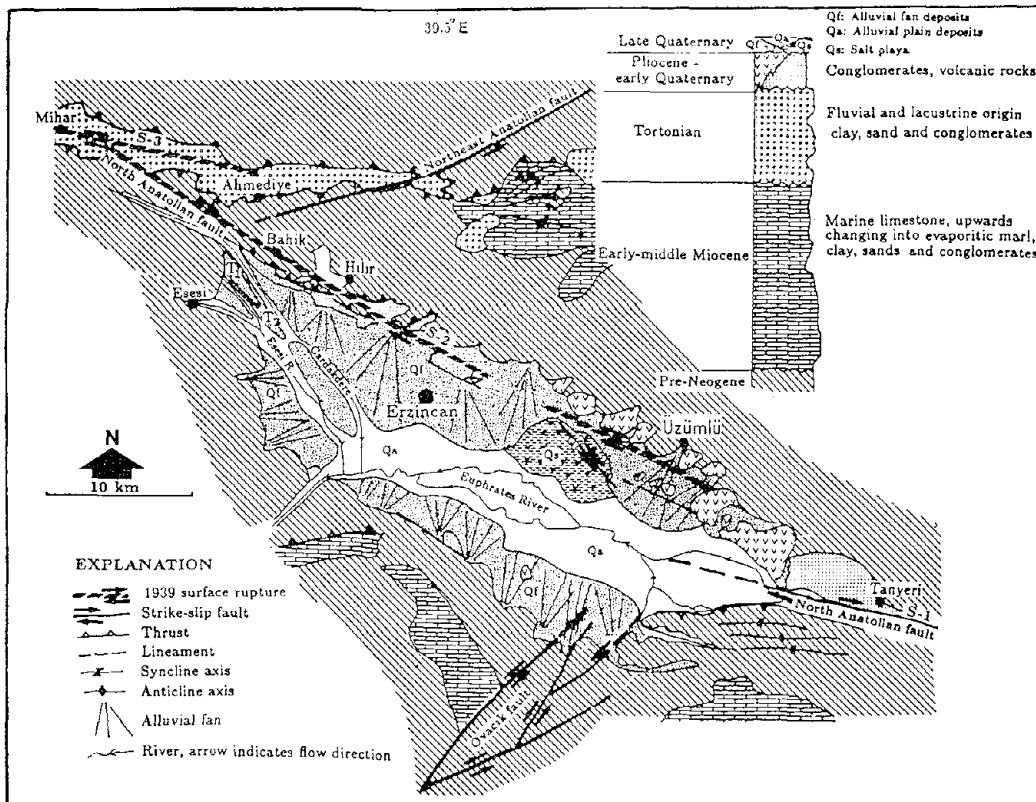 39.5° E
Late Quaternary
Pliocene -
early Quaternary
Tortonian
Early-middle Miocene
Pre-Neogene
Qf: Alluvial fan deposits
Qa: Alluvial plain deposits
Qs: Salt playa
Conglomerates, volcanic rocks
Fluvial and lacustrine origin
clay, sand and conglomerates
Marine limestone, upwards
changing into evaporitic marl,
clay, sands and conglomerates
Qa
Qf
Mihar
S-3
North Anatolian fault
Ahmediye
Northeast Anatolian fault
Bahik
Hılır
Esesi
Esesi R.
S-2
Qf
Qf
Erzincan
Üzümlü
QA
Qs
Euphrates River
Qa
Qf
Tanyeri
S-1
North Anatolian fault
Ovacık fault
N
10 km
EXPLANATION
1939 surface rupture
Strike-slip fault
Thrust
Lineament
Syncline axis
Anticline axis
Alluvial fan
River, arrow indicates flow direction